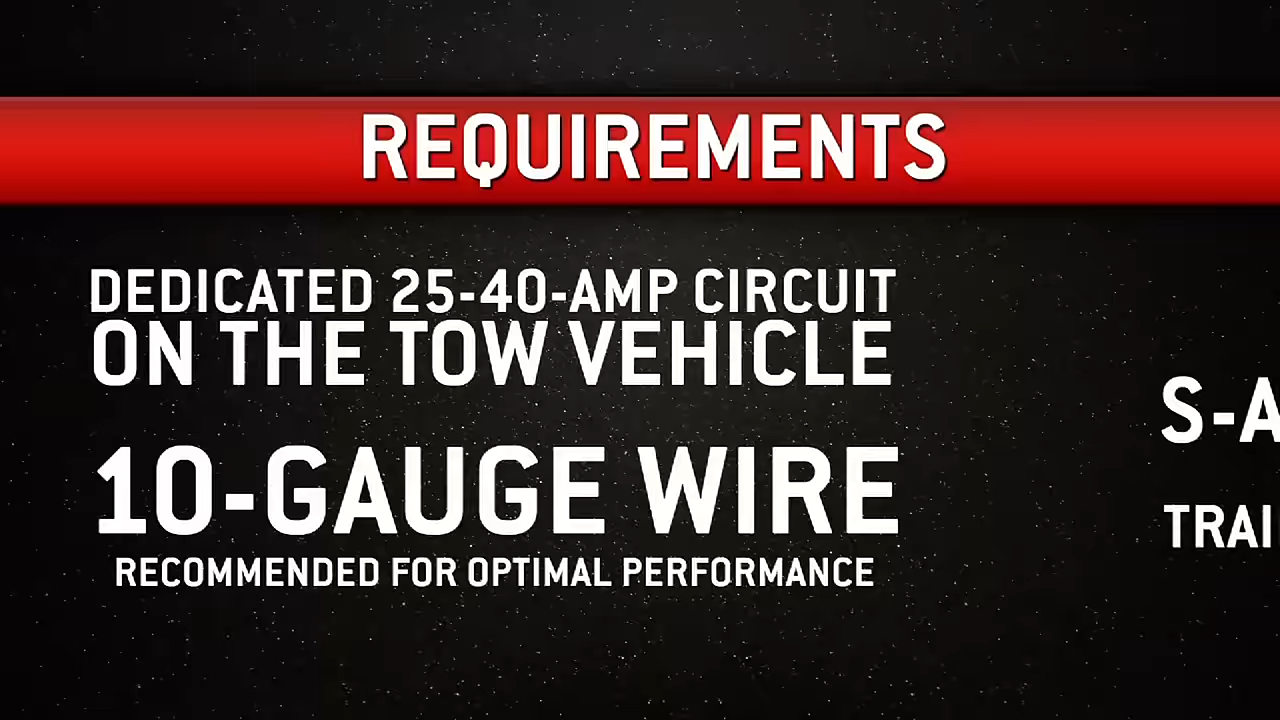 REQUIREMENTS
DEDICATED 25-40-AMP CIRCUIT
ON THE TOW VEHICLE
10-GAUGE WIRE
RECOMMENDED FOR OPTIMAL PERFORMANCE